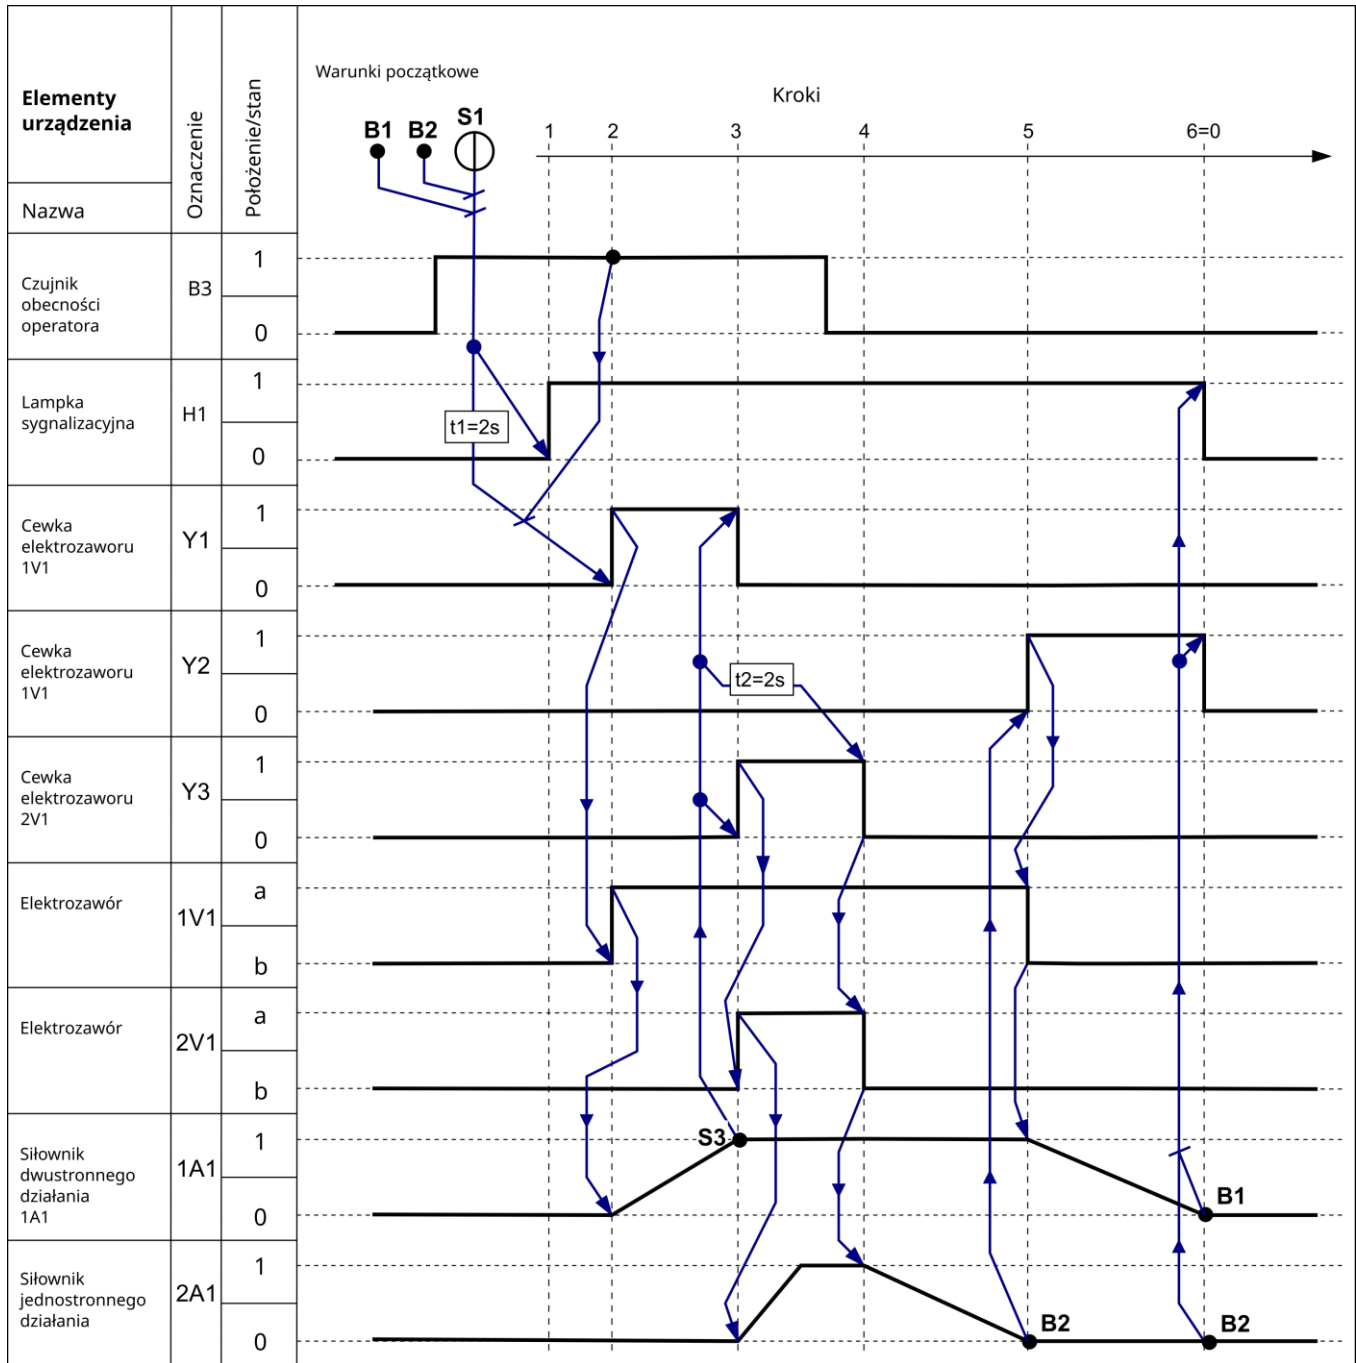 Elementy
urządzenia
Nazwa
Oznaczenie
Położenie/stan
Warunki początkowe
B1 B2 S1
Kroki
1 2 3 4 5 6=0
Czujnik
obecności
operatora
B3
1
0
Lampka
sygnalizacyjna
H1
1
0
t1=2s
Cewka
elektrozaworu
1V1
Y1
1
0
Cewka
elektrozaworu
1V1
Y2
1
0
t2=2s
Cewka
elektrozaworu
2V1
Y3
1
0
Elektrozawór
1V1
a
b
Elektrozawór
2V1
a
b
Siłownik
dwustronnego
działania
1A1
1A1
1
0
S3
B1
Siłownik
jednostronnego
działania
2A1
1
0
B2
B2